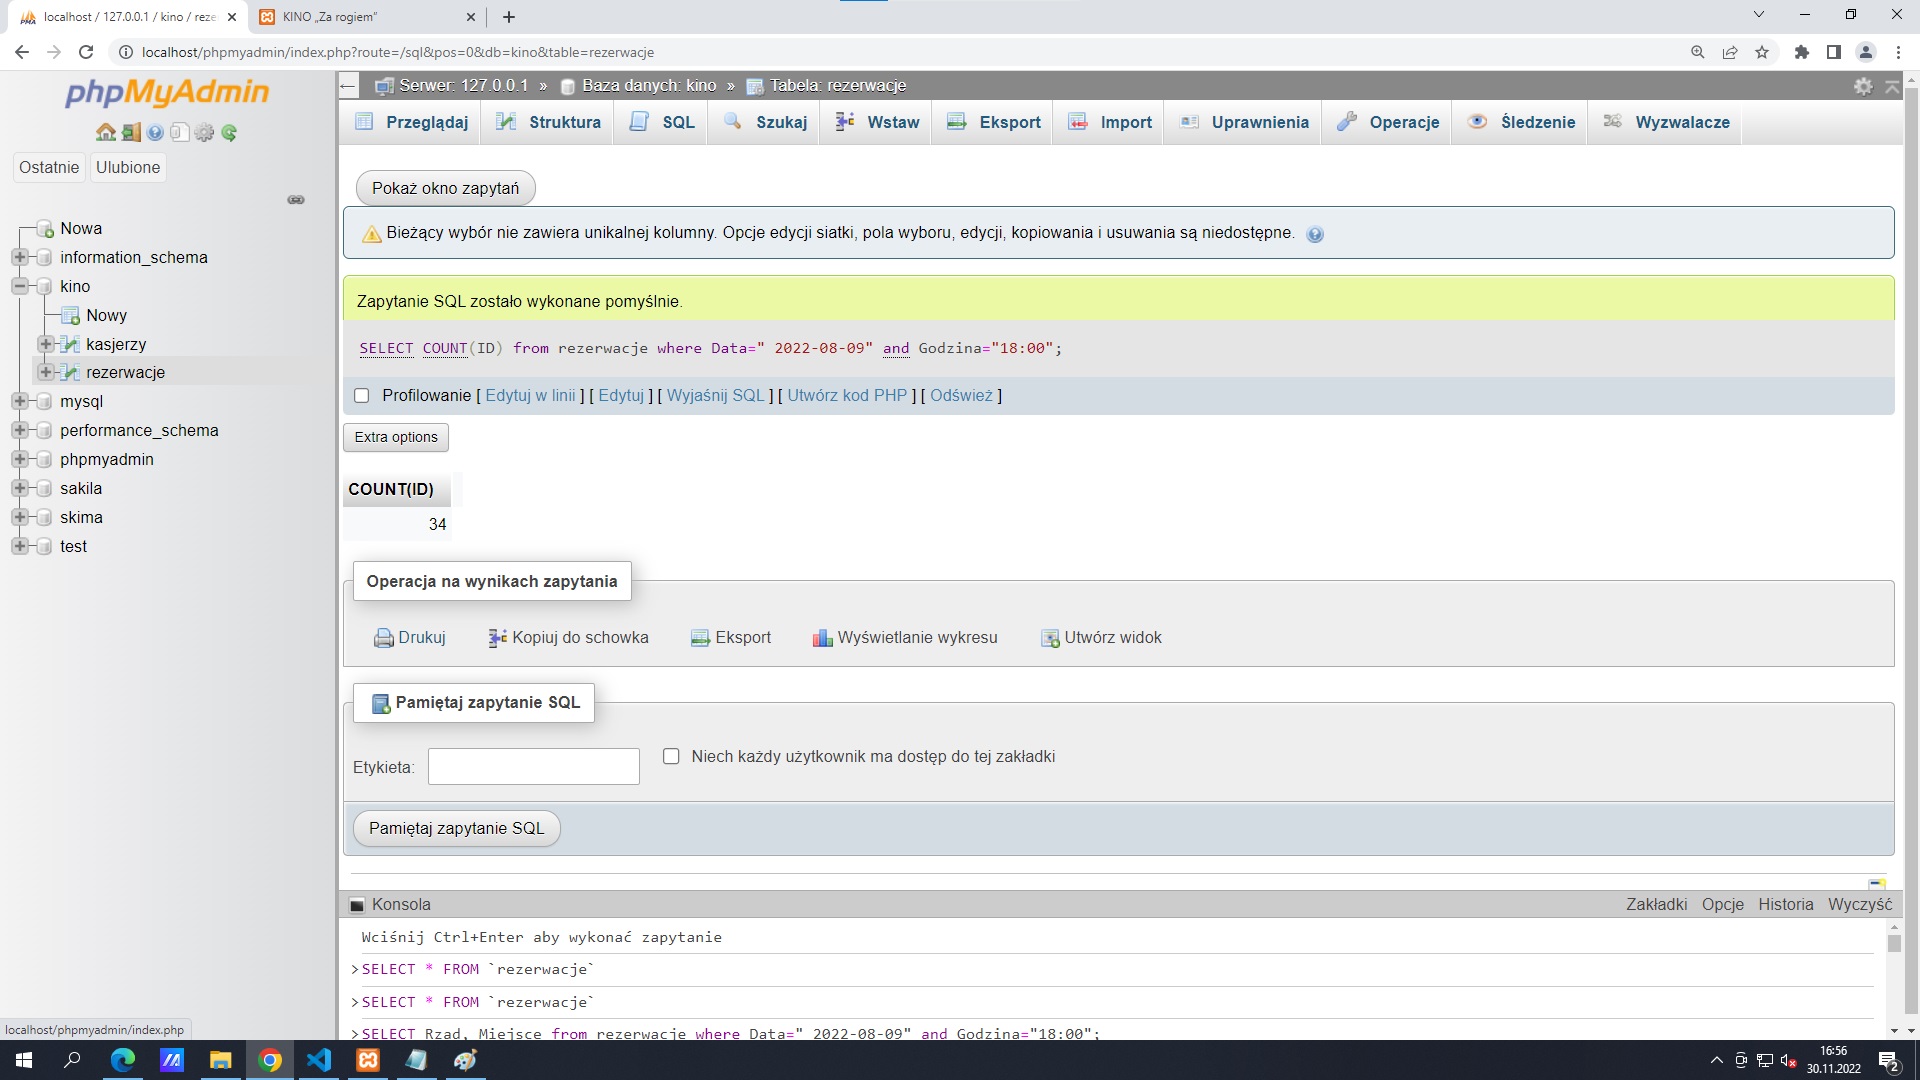 localhost / 127.0.0.1 / kino / reze
KINO „Za rogiem"
localhost/phpmyadmin/index.php?route=/sql&pos=0&db=kino&table=rezerwacje
phpMyAdmin
Ostatnie Ulubione
Nowa
information_schema
kino
Nowy
kasjerzy
rezerwacje
mysql
performance_schema
phpmyadmin
sakila
skima
test
localhost/phpmyadmin/index.php
Serwer: 127.0.0.1 » Baza danych: kino » Tabela: rezerwacje
Przeglądaj Struktura SQL Szukaj Wstaw Eksport Import Uprawnienia Operacje Śledzenie Wyzwalacze
Pokaż okno zapytań
Bieżący wybór nie zawiera unikalnej kolumny. Opcje edycji siatki, pola wyboru, edycji, kopiowania i usuwania są niedostępne.
Zapytanie SQL zostało wykonane pomyślnie.
SELECT COUNT(ID) from rezerwacje where Data=" 2022-08-09" and Godzina="18:00";
Profilowanie [ Edytuj w linii ] [ Edytuj ] [ Wyjaśnij SQL ] [ Utwórz kod PHP ] [ Odśwież ]
Extra options
COUNT(ID)
34
Operacja na wynikach zapytania
Drukuj Kopiuj do schowka Eksport Wyświetlanie wykresu Utwórz widok
Pamiętaj zapytanie SQL
Etykieta: Niech każdy użytkownik ma dostęp do tej zakładki
Pamiętaj zapytanie SQL
Konsola Zakładki Opcje Historia Wyczyść
Wciśnij Ctrl+Enter aby wykonać zapytanie
>SELECT * FROM `rezerwacje`
>SELECT * FROM `rezerwacje`
>SELECT Rzad, Miejsce from rezerwacje where Data=" 2022-08-09" and Godzina="18:00";
16:56
30.11.2022
2